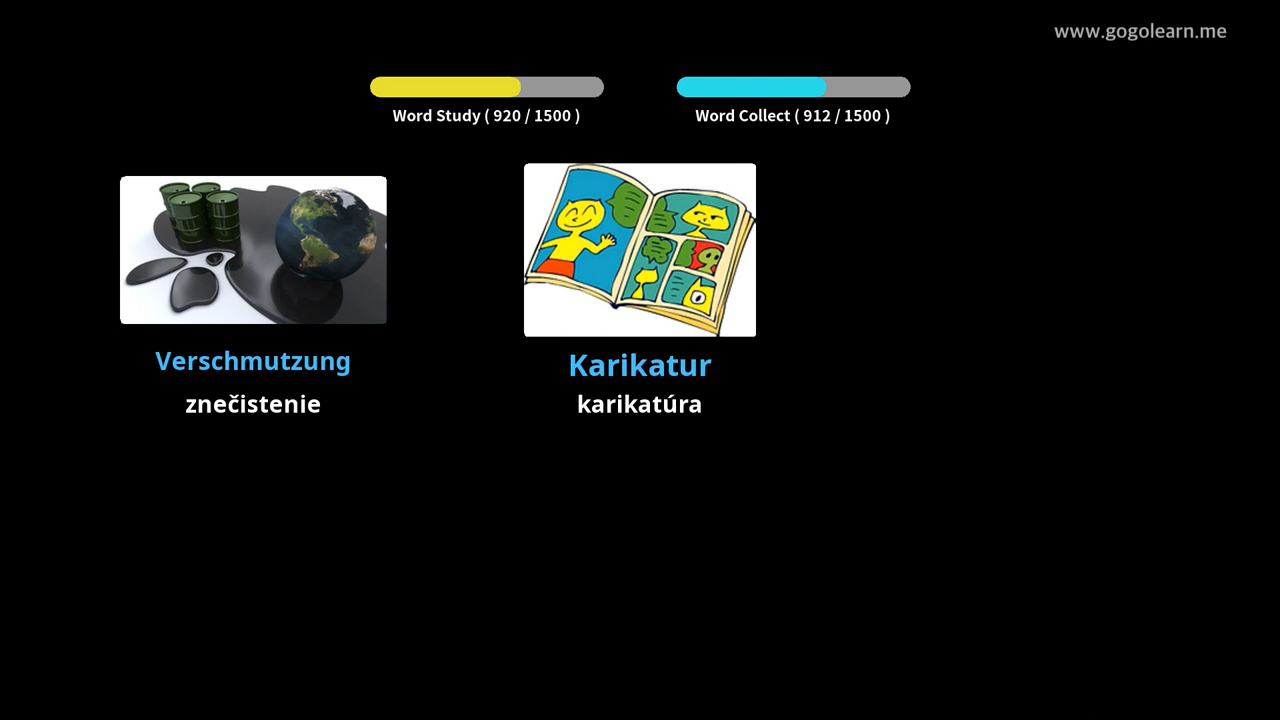 www.gogolearn.me
Word Study ( 920 / 1500 )
Word Collect ( 912 / 1500 )
Verschmutzung
znečistenie
Karikatur
karikatúra